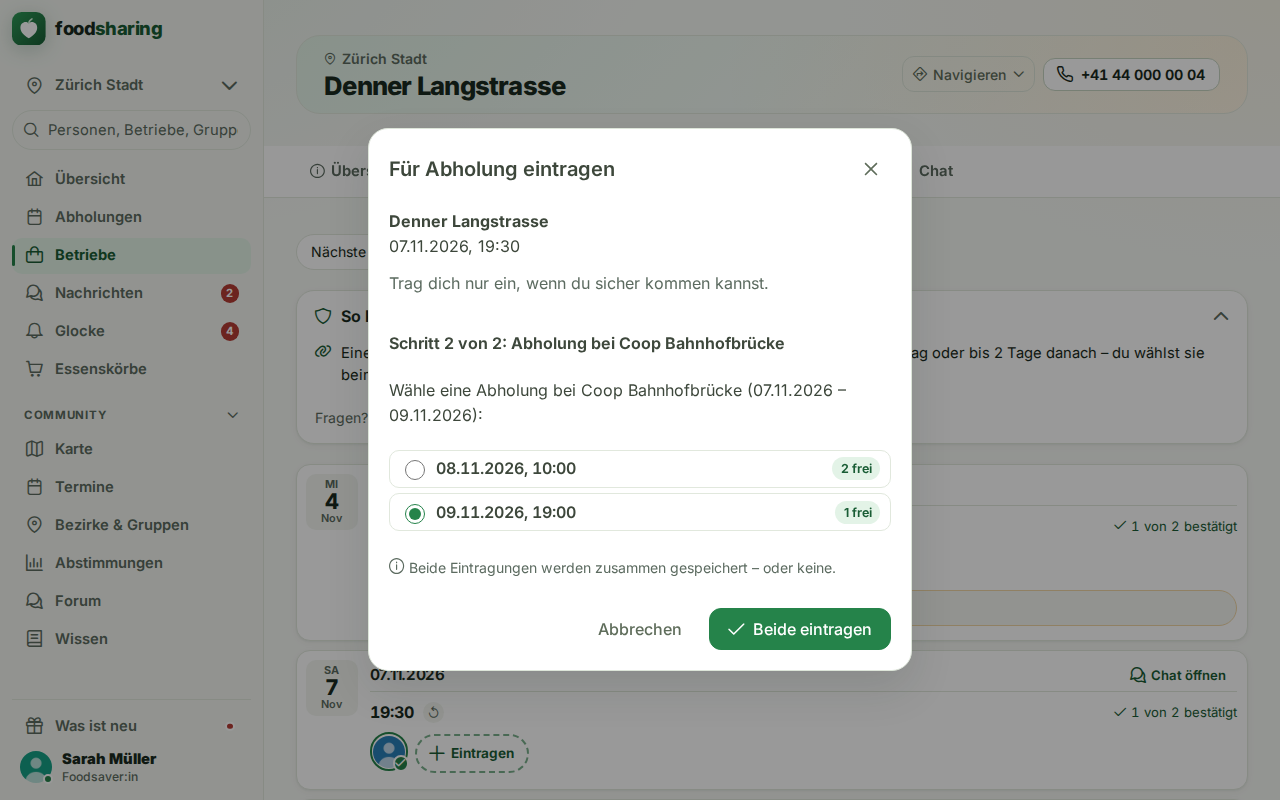 foodsharing
Zürich Stadt
Personen, Betriebe, Grupp
Übersicht
Abholungen
Betriebe
Nachrichten 2
Glocke 4
Essenskörbe
COMMUNITY
Karte
Termine
Bezirke & Gruppen
Abstimmungen
Forum
Wissen
Was ist neu
Sarah Müller
Foodsaver:in
Zürich Stadt
Denner Langstrasse
Navigieren
+41 44 000 00 04
Chat
Nächste
So
ag oder bis 2 Tage danach – du wählst sie
Fragen?
Für Abholung eintragen
Denner Langstrasse
07.11.2026, 19:30
Trag dich nur ein, wenn du sicher kommen kannst.
Schritt 2 von 2: Abholung bei Coop Bahnhofbrücke
Wähle eine Abholung bei Coop Bahnhofbrücke (07.11.2026 –
09.11.2026):
08.11.2026, 10:00 2 frei
09.11.2026, 19:00 1 frei
Beide Eintragungen werden zusammen gespeichert – oder keine.
Abbrechen Beide eintragen
MI
4
Nov
1 von 2 bestätigt
SA
7
Nov
07.11.2026
Chat öffnen
19:30
1 von 2 bestätigt
Eintragen